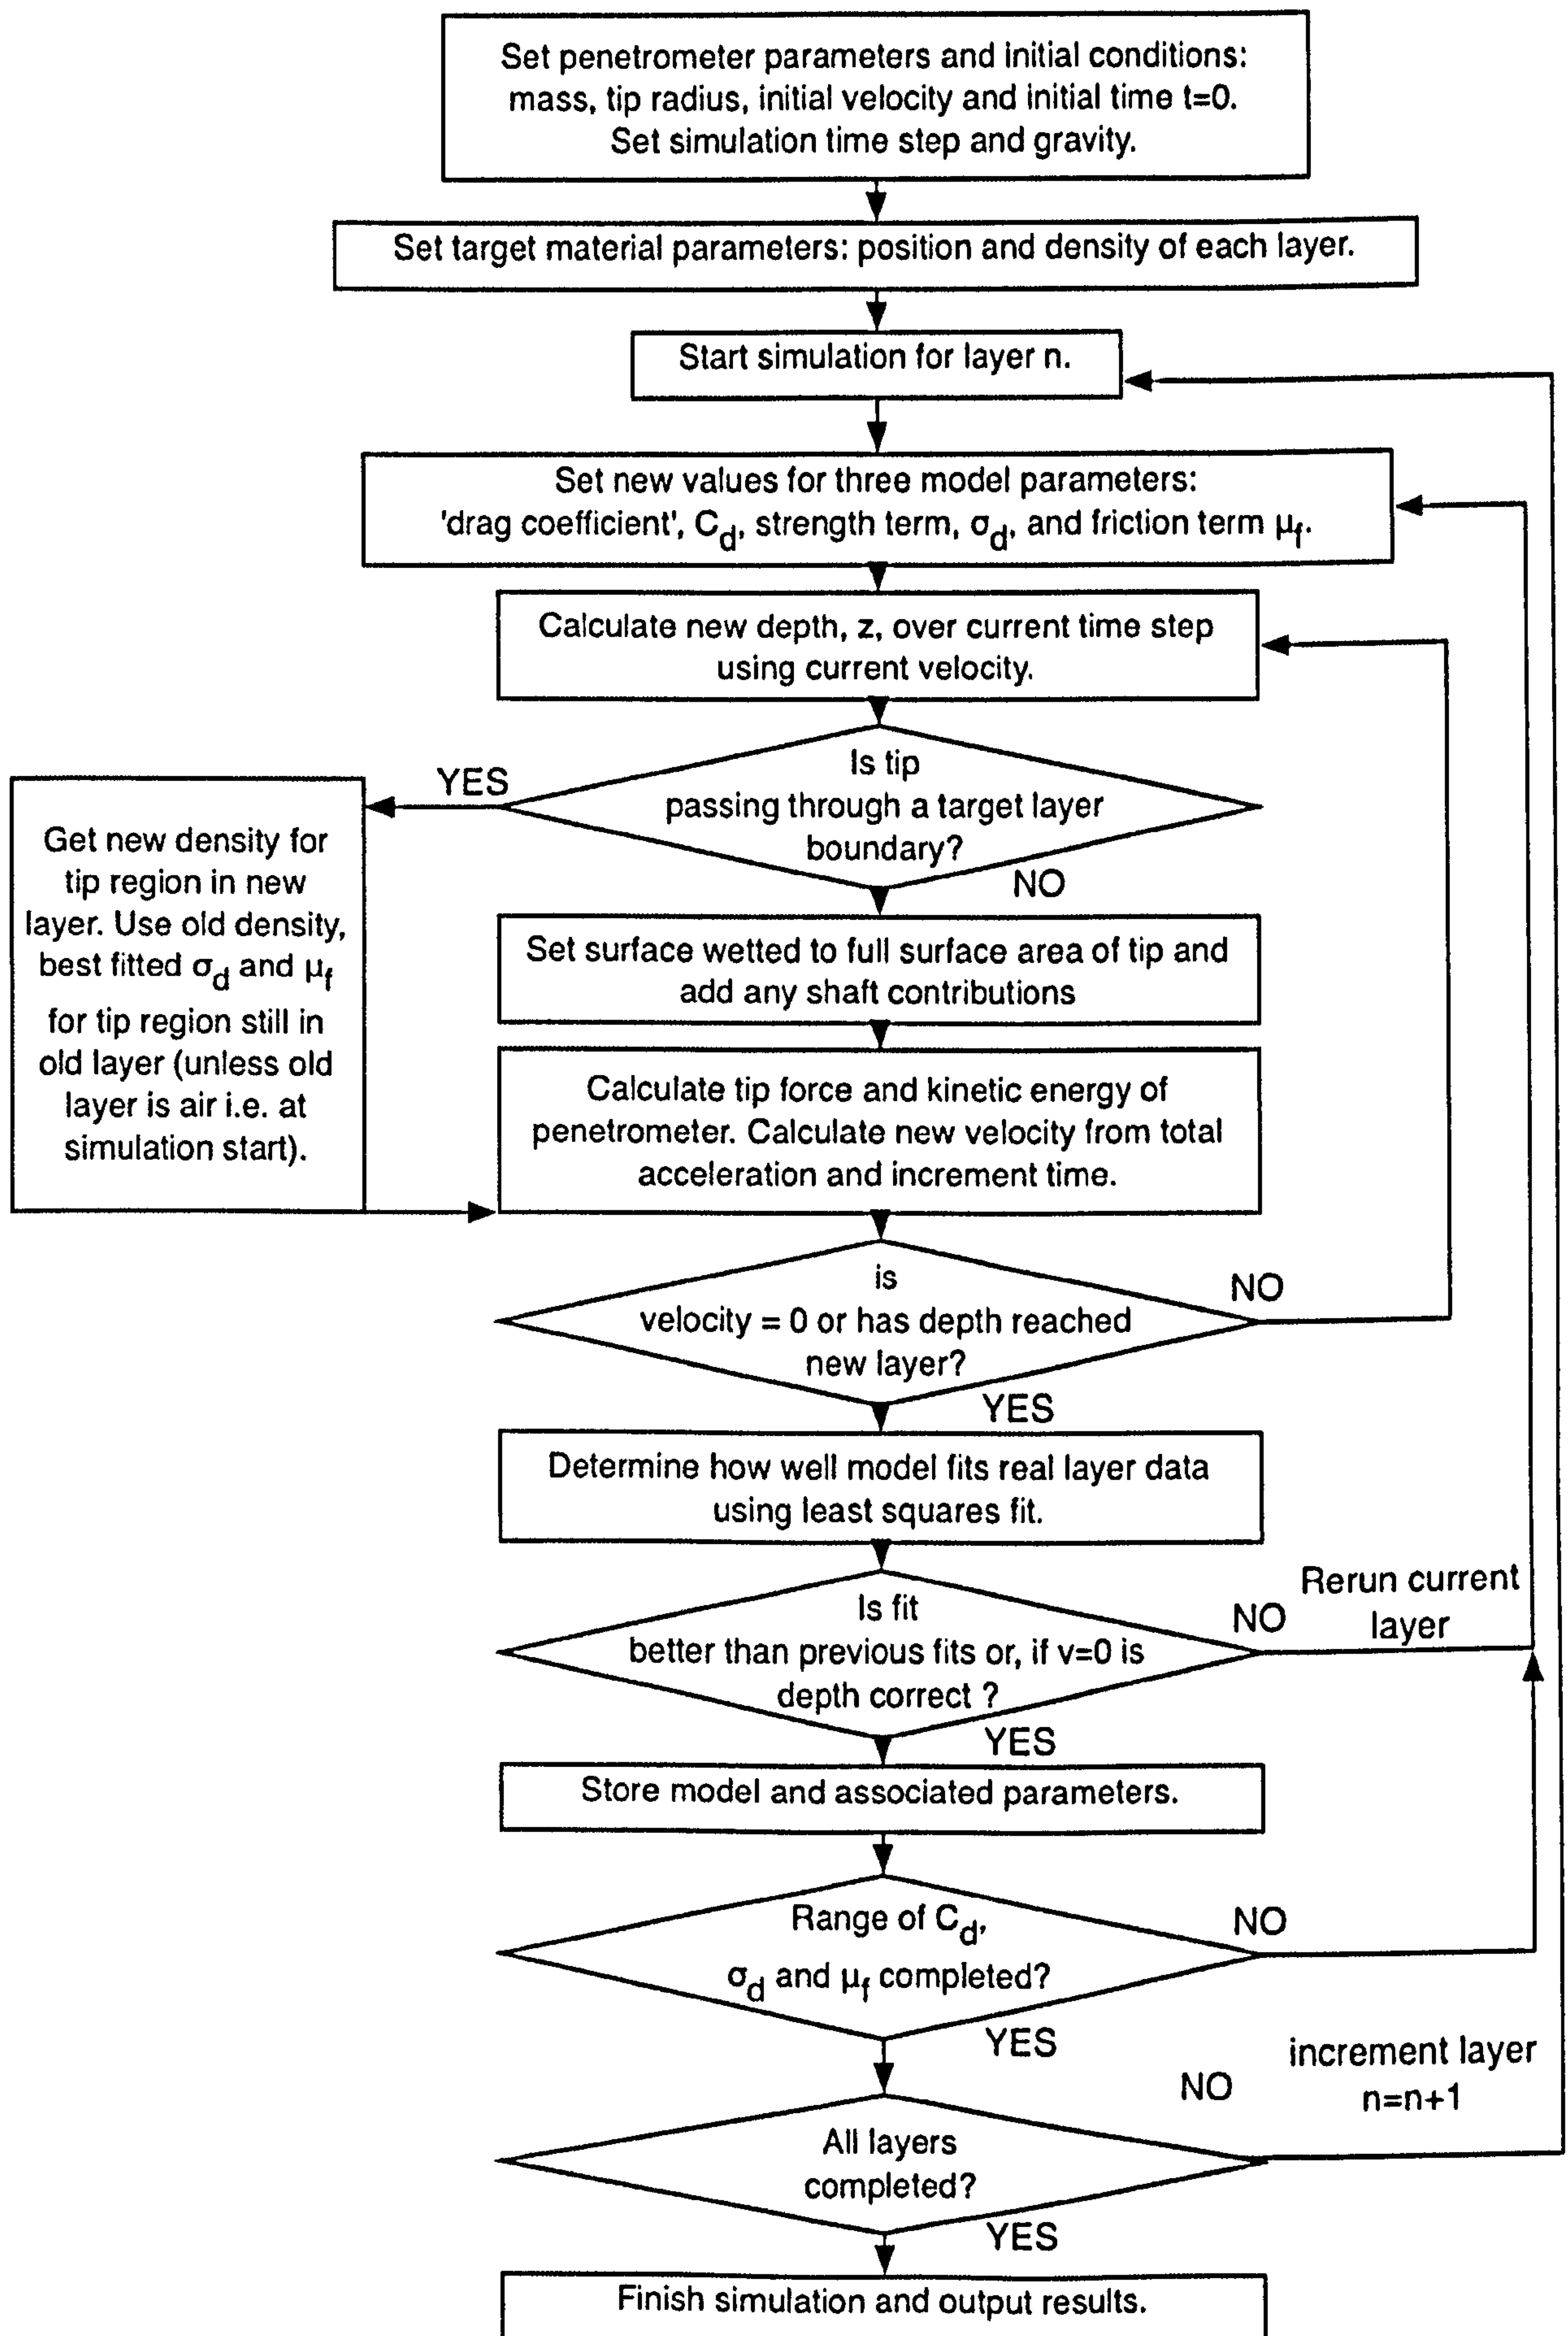 Set penetrometer parameters and initial conditions:
mass, tip radius, initial velocity and initial time t=0.
Set simulation time step and gravity.
Set target material parameters: position and density of each layer.
Start simulation for layer n.
Set new values for three model parameters:
'drag coefficient', Cd, strength term, σd, and friction term μf.
Calculate new depth, z, over current time step
using current velocity.
Is tip
passing through a target layer
boundary?
YES
NO
Get new density for
tip region in new
layer. Use old density,
best fitted σd and μf
for tip region still in
old layer (unless old
layer is air i.e. at
simulation start).
Set surface wetted to full surface area of tip and
add any shaft contributions
Calculate tip force and kinetic energy of
penetrometer. Calculate new velocity from total
acceleration and increment time.
is
velocity = 0 or has depth reached
new layer?
NO
YES
Determine how well model fits real layer data
using least squares fit.
Is fit
better than previous fits or, if v=0 is
depth correct ?
NO
Rerun current
layer
YES
Store model and associated parameters.
Range of Cd,
σd and μf completed?
NO
YES
All layers
completed?
NO
increment layer
n=n+1
YES
Finish simulation and output results.